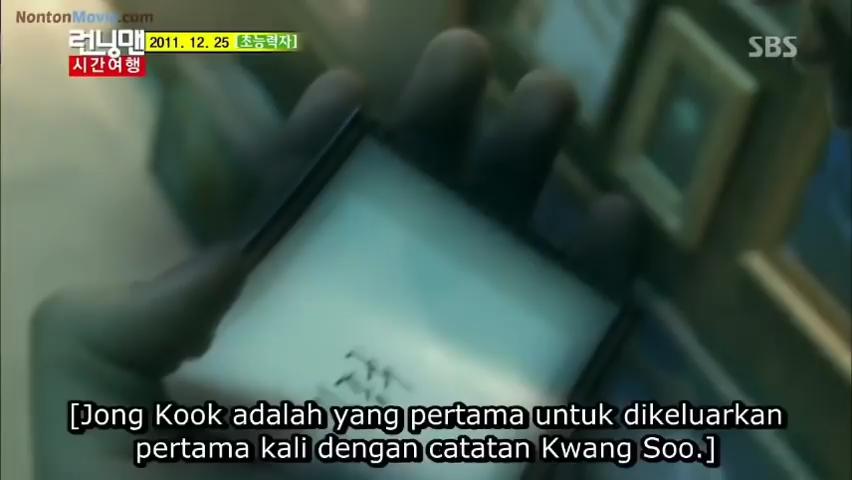 NontonMovie.com
런닝맨
2011. 12. 25 [초능력자]
시간여행
SBS
[Jong Kook adalah yang pertama untuk dikeluarkan
pertama kali dengan catatan Kwang Soo.]